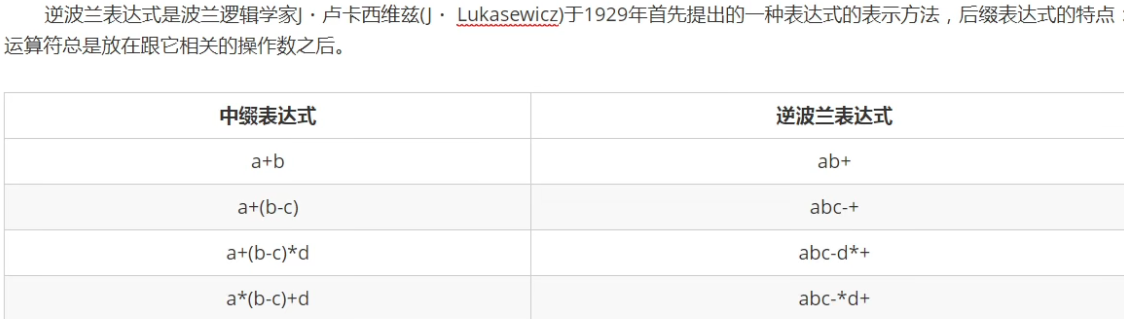 逆波兰表达式是波兰逻辑学家J・卢卡西维兹(J・ Lukasewicz)于1929年首先提出的一种表达式的表示方法，后缀表达式的特点：
运算符总是放在跟它相关的操作数之后。
中缀表达式 逆波兰表达式
a+b ab+
a+(b-c) abc-+
a+(b-c)*d abc-d*+
a*(b-c)+d abc-*d+